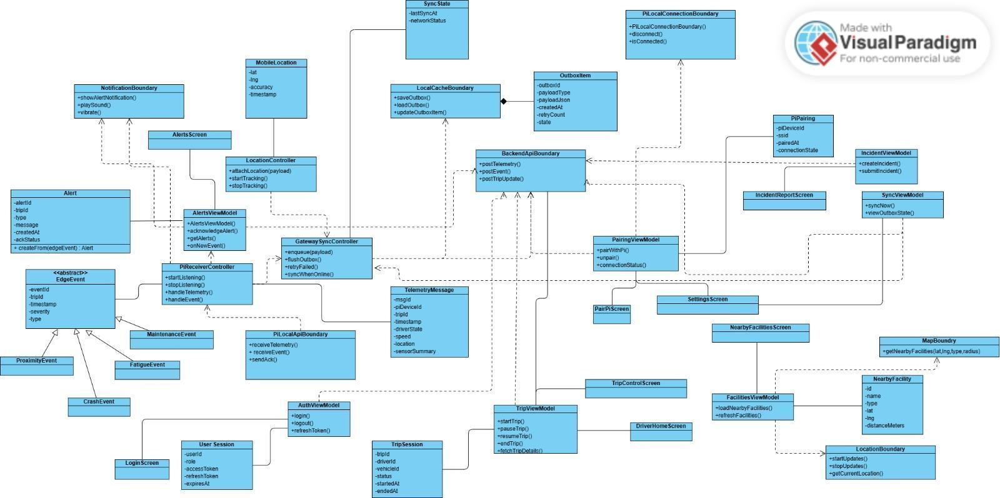 SyncState
-lastSyncAt
-networkStatus
PiLocalConnectionBoundary
+PiLocalConnectionBoundary()
+disconnect()
+isConnected()
Made with
Visual Paradigm
For non-commercial use
MobileLocation
-lat
-lng
-accuracy
-timestamp
NotificationBoundary
+showAlertNotification()
+playSound()
+vibrate()
LocalCacheBoundary
+saveOutbox()
+loadOutbox()
+updateOutboxItem()
OutboxItem
-outboxId
-payloadType
-payloadJson
-createdAt
-retryCount
-state
PiPairing
-piDeviceId
-ssid
-pairedAt
-connectionState
AlertsScreen
LocationController
+attachLocation(payload)
+startTracking()
+stopTracking()
BackendApiBoundary
+postTelemetry()
+postEvent()
+postTripUpdate()
IncidentViewModel
+createIncident()
+submitIncident()
IncidentReportScreen
SyncViewModel
+syncNow()
+viewOutboxState()
Alert
-alertId
-tripId
-type
-message
-createdAt
-ackStatus
+ createFrom(edgeEvent) : Alert
AlertsViewModel
+AlertsViewModel()
+acknowledgeAlert()
+getAlerts()
+onNewEvent()
GatewaySyncController
+enqueue(payload)
+flushOutbox()
+retryFailed()
+syncWhenOnline()
PairingViewModel
+pairWithPi()
+unpair()
+connectionStatus()
<<abstract>>
EdgeEvent
-eventId
-tripId
-timestamp
-severity
-type
PiReceiverController
+startListening()
+stopListening()
+handleTelemetry()
+handleEvent()
TelemetryMessage
-msgId
-piDeviceId
-tripId
-timestamp
-driverState
-speed
-location
-sensorSummary
PairPiScreen
SettingsScreen
MaintenanceEvent
PiLocalApiBoundary
+receiveTelemetry()
+ receiveEvent()
+sendAck()
NearbyFacilitiesScreen
MapBoundry
+getNearbyFacilities(lat,lng,type,radius)
ProximityEvent
FatigueEvent
CrashEvent
TripControlScreen
NearbyFacility
-id
-name
-type
-lat
-lng
-distanceMeters
FacilitiesViewModel
+loadNearbyFacilities()
+refreshFacilities()
AuthViewModel
+login()
+logout()
+refreshToken()
TripViewModel
+startTrip()
+pauseTrip()
+resumeTrip()
+endTrip()
+fetchTripDetails()
DriverHomeScreen
LoginScreen
User Session
-userId
-role
-accessToken
-refreshToken
-expiresAt
TripSession
-tripId
-driverId
-vehicleId
-status
-startedAt
-endedAt
LocationBoundary
+startUpdates()
+stopUpdates()
+getCurrentLocation()